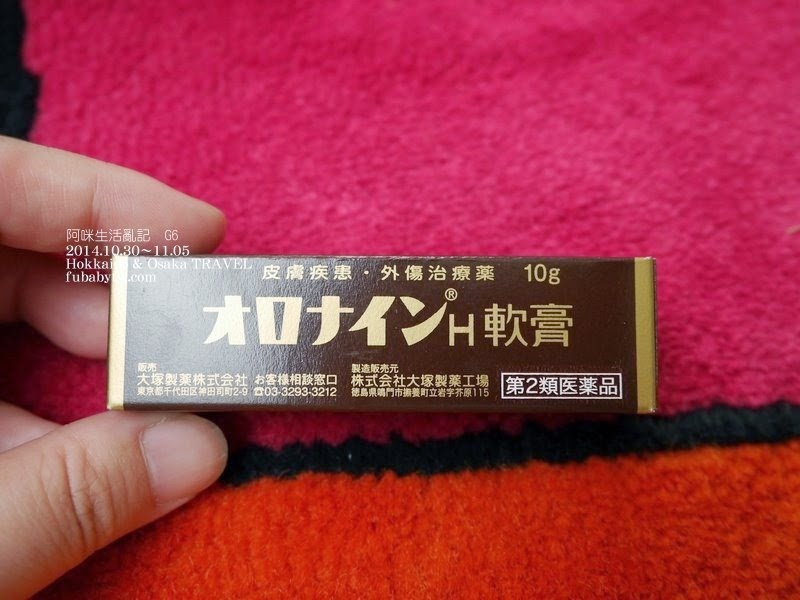 阿咪生活亂記 G6
2014.10.30~11.05
Hokkaido & Osaka TRAVEL
皮膚疾患・外傷治療薬 10g
オロナイン®H軟膏
販売
大塚製薬株式会社 お客様相談窓口
東京都千代田区神田司町2-9 ☎03-3293-3212
製造販売元
株式会社大塚製薬工場
徳島県鳴門市撫養町立岩字芥原115
第2類医薬品